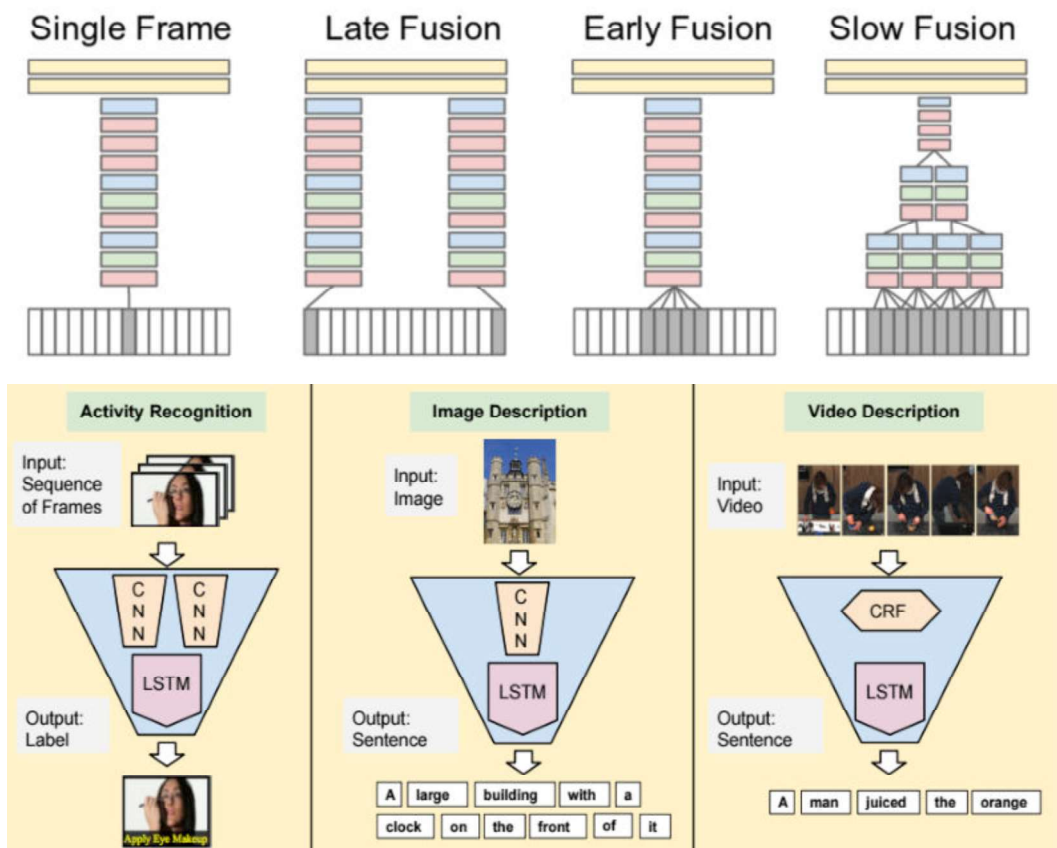 Single Frame
Late Fusion
Early Fusion
Slow Fusion
Activity Recognition
Input:
Sequence
of Frames
C
N
N
C
N
N
LSTM
Output:
Label
Apply Eye Makeup
Image Description
Input:
Image
C
N
N
LSTM
Output:
Sentence
A large building with a
clock on the front of it
Video Description
Input:
Video
CRF
LSTM
Output:
Sentence
A man juiced the orange